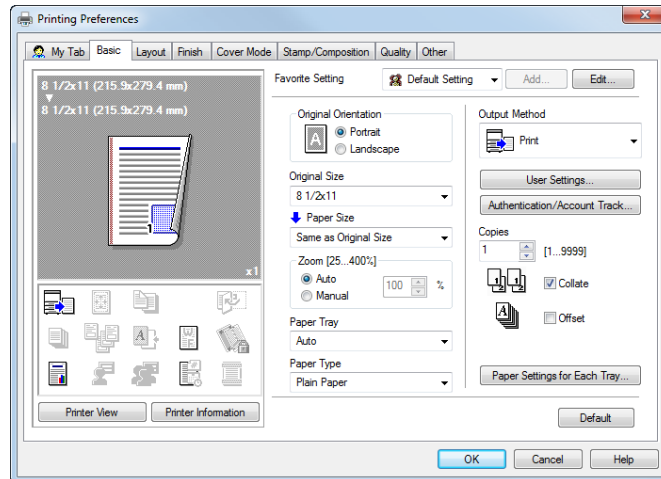 Printing Preferences
My Tab Basic Layout Finish Cover Mode Stamp/Composition Quality Other
8 1/2x11 (215.9x279.4 mm)
8 1/2x11 (215.9x279.4 mm)
1
x1
Printer View Printer Information
Favorite Setting Default Setting Add... Edit...
Original Orientation
A Portrait
Landscape
Original Size
8 1/2x11
Paper Size
Same as Original Size
Zoom [25...400%]
Auto
Manual 100 %
Paper Tray
Auto
Paper Type
Plain Paper
Output Method
Print
User Settings...
Authentication/Account Track...
Copies
1 [1...9999]
Collate
Offset
Paper Settings for Each Tray...
Default
OK Cancel Help